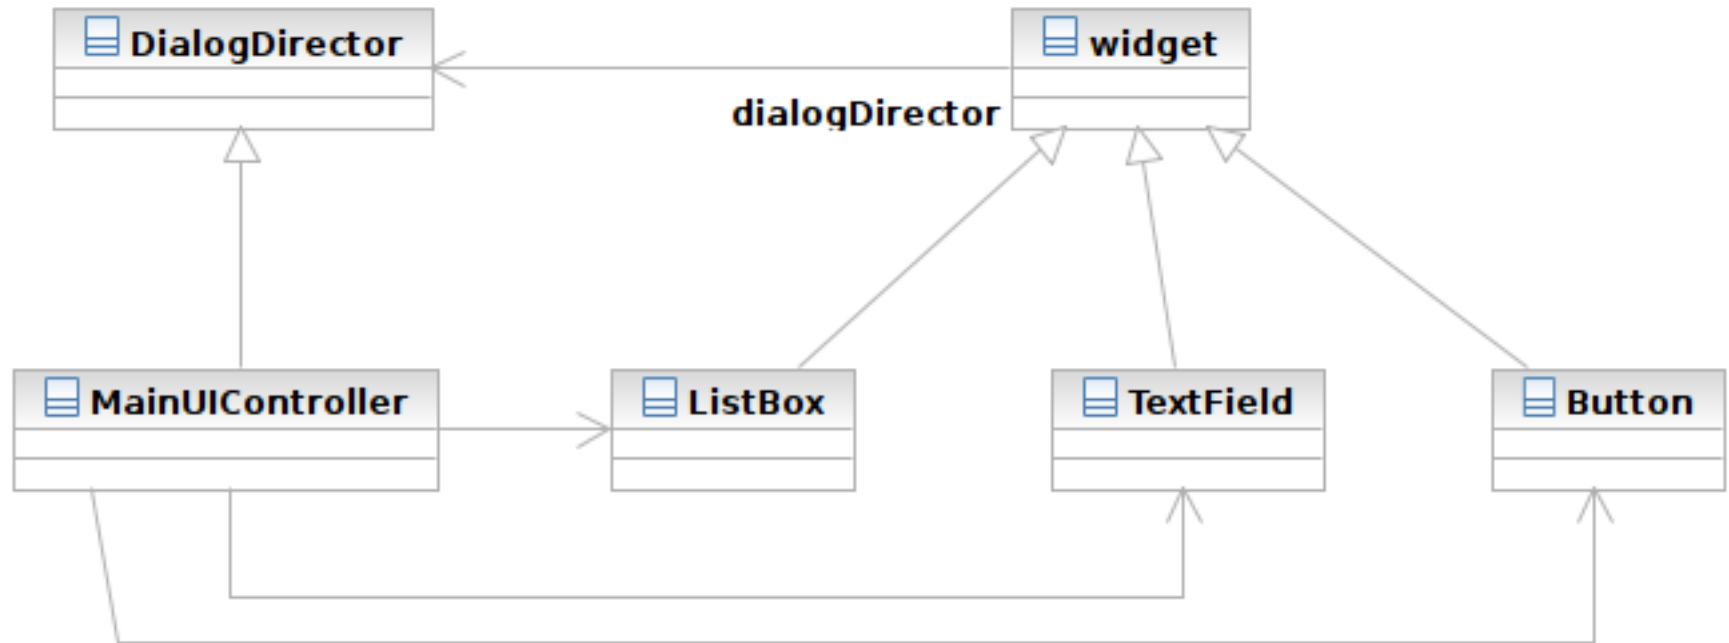 DialogDirector
widget
dialogDirector
MainUIController
ListBox
TextField
Button